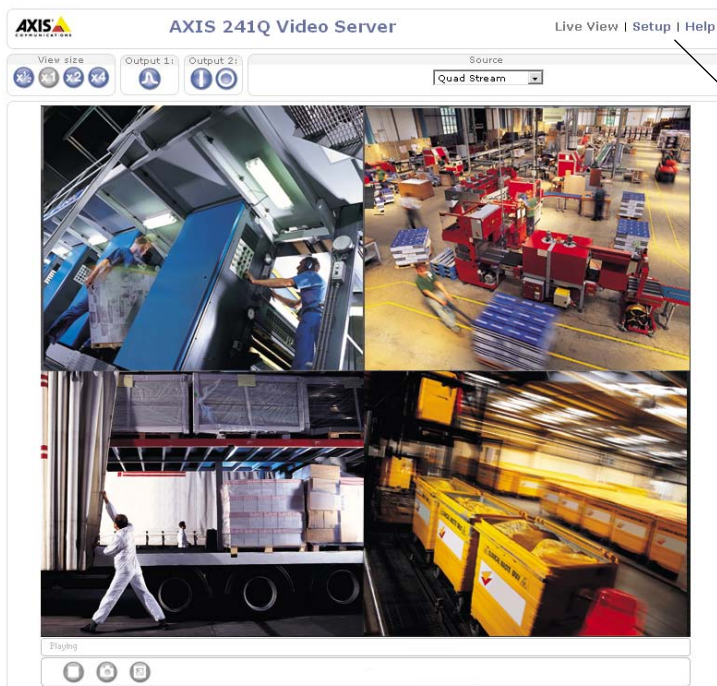 AXIS
COMMUNICATIONS
AXIS 241Q Video Server
Live View | Setup | Help
View size
x½ x1 x2 x4
Output 1:
Output 2:
Source
Quad Stream
Playing